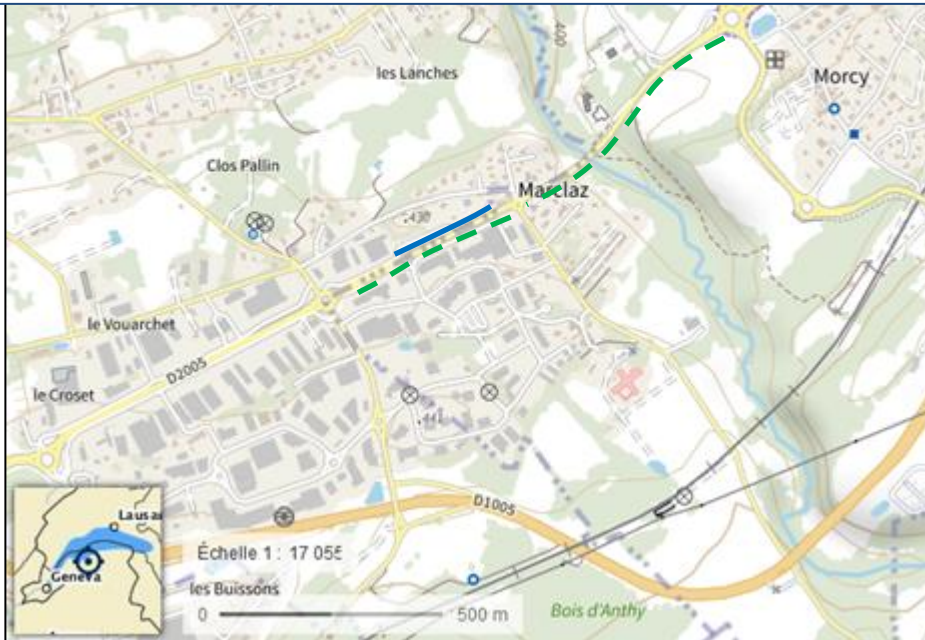 400
les Lanches
Morcy
Clos Pallin
Marclaz
430
le Vouarchet
D2005
le Croset
D1005
Lausa
Geneva
Échelle 1 : 17 055
les Buissons
0
500 m
Bois d'Anthy